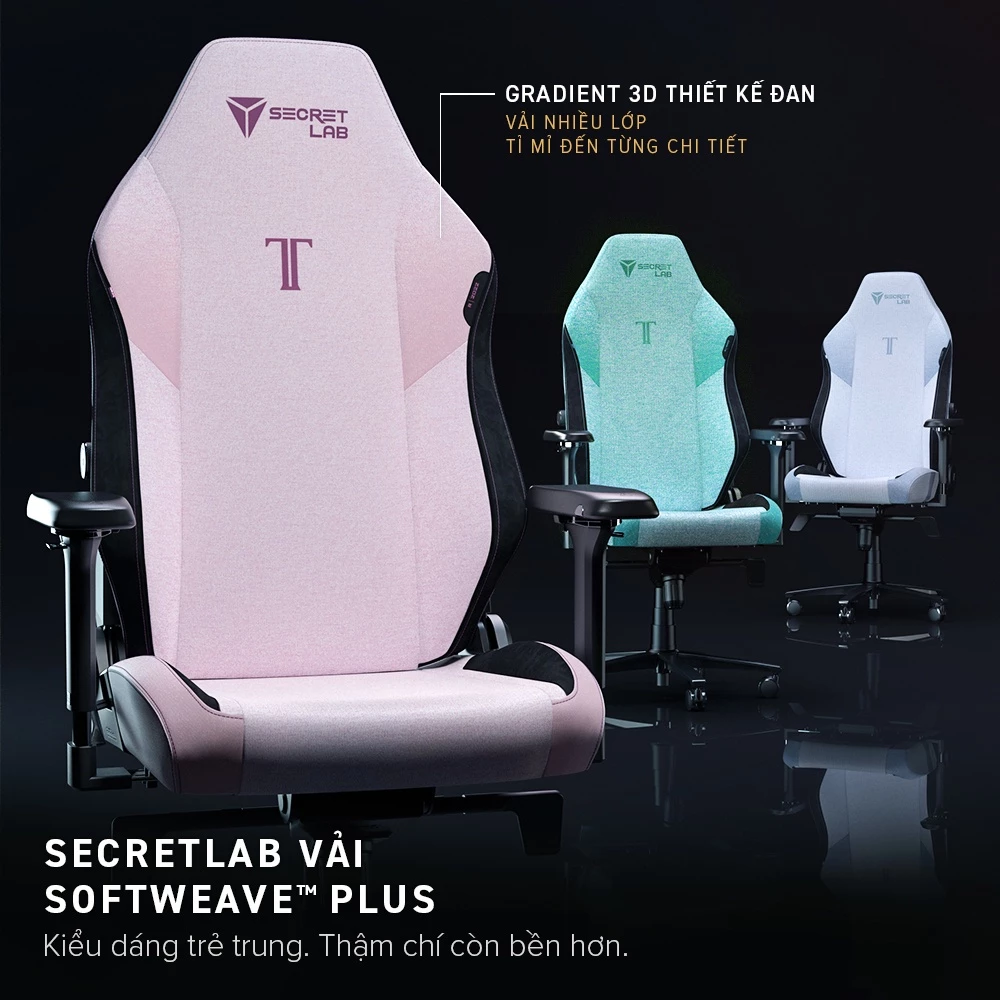 SECRET
LAB
T
GRADIENT 3D THIẾT KẾ ĐAN
VẢI NHIỀU LỚP
TỈ MỈ ĐẾN TỪNG CHI TIẾT
SECRET
LAB
T
SECRET
LAB
T
SECRETLAB VẢI
SOFTWEAVE™ PLUS
Kiểu dáng trẻ trung. Thậm chí còn bền hơn.